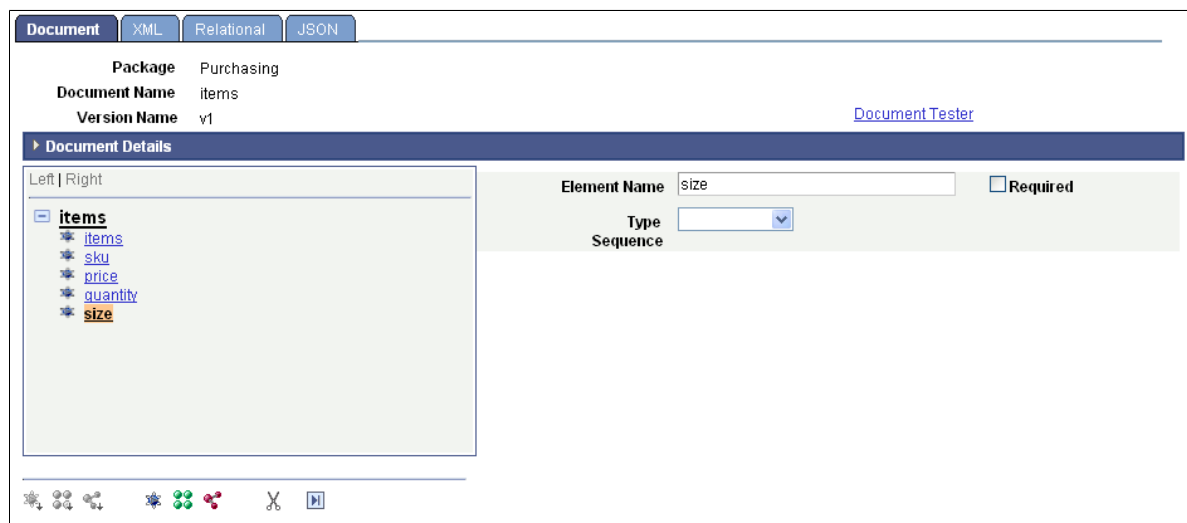 Document XML Relational JSON
Package Purchasing
Document Name items
Version Name v1
Document Tester
Document Details
Left | Right
items
items
sku
price
quantity
size
Element Name size Required
Type
Sequence